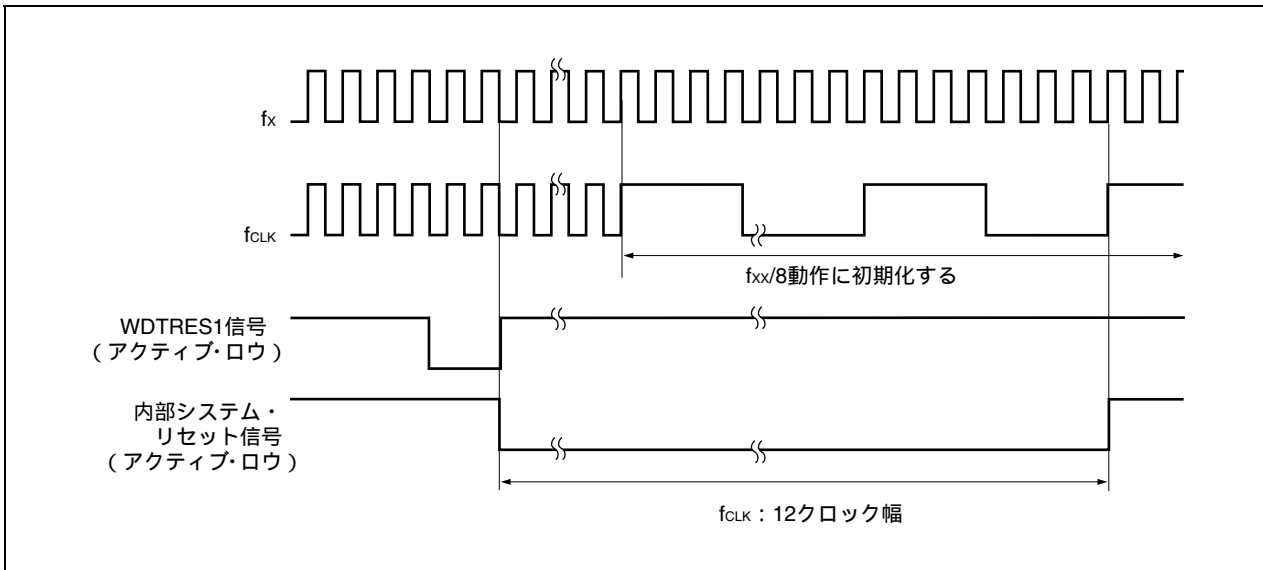 fX
fCLK
fXX/8動作に初期化する
WDTRES1信号
（アクティブ・ロウ）
内部システム・
リセット信号
（アクティブ・ロウ）
fCLK：12クロック幅